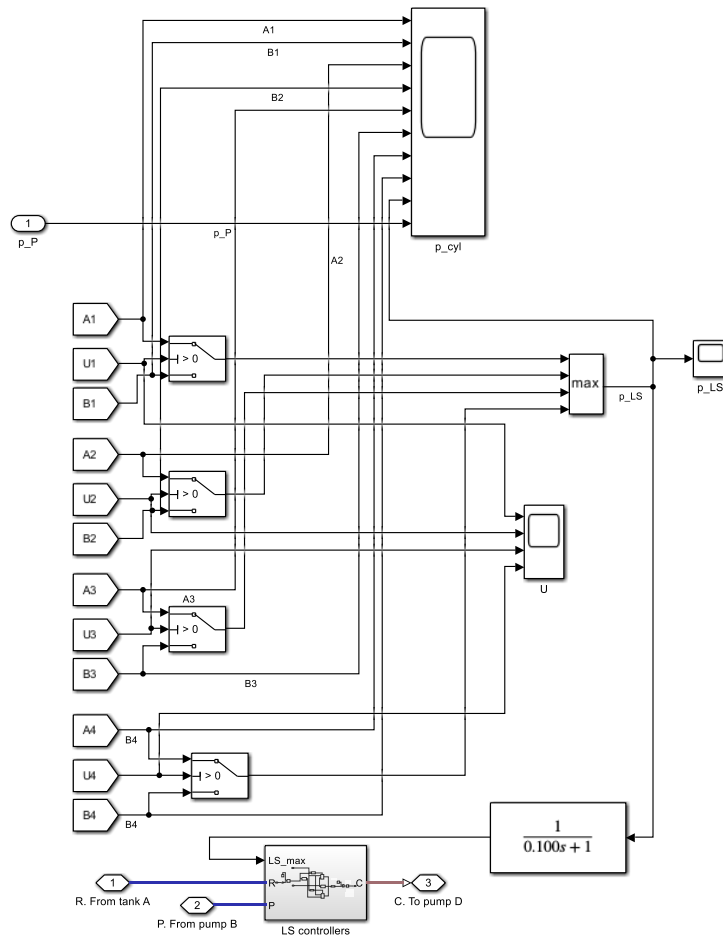 A1
B1
B2
1
p_P
p_P
p_cyl
A2
A1
U1
> 0
B1
max
p_LS
p_LS
A2
U2
> 0
B2
U
A3
A3
U3
> 0
B3
B3
A4
B4
U4
> 0
B4
B4
1
0.100s + 1
LS_max
1
R
C
3
R. From tank A
C. To pump D
2
P
P. From pump B
LS controllers